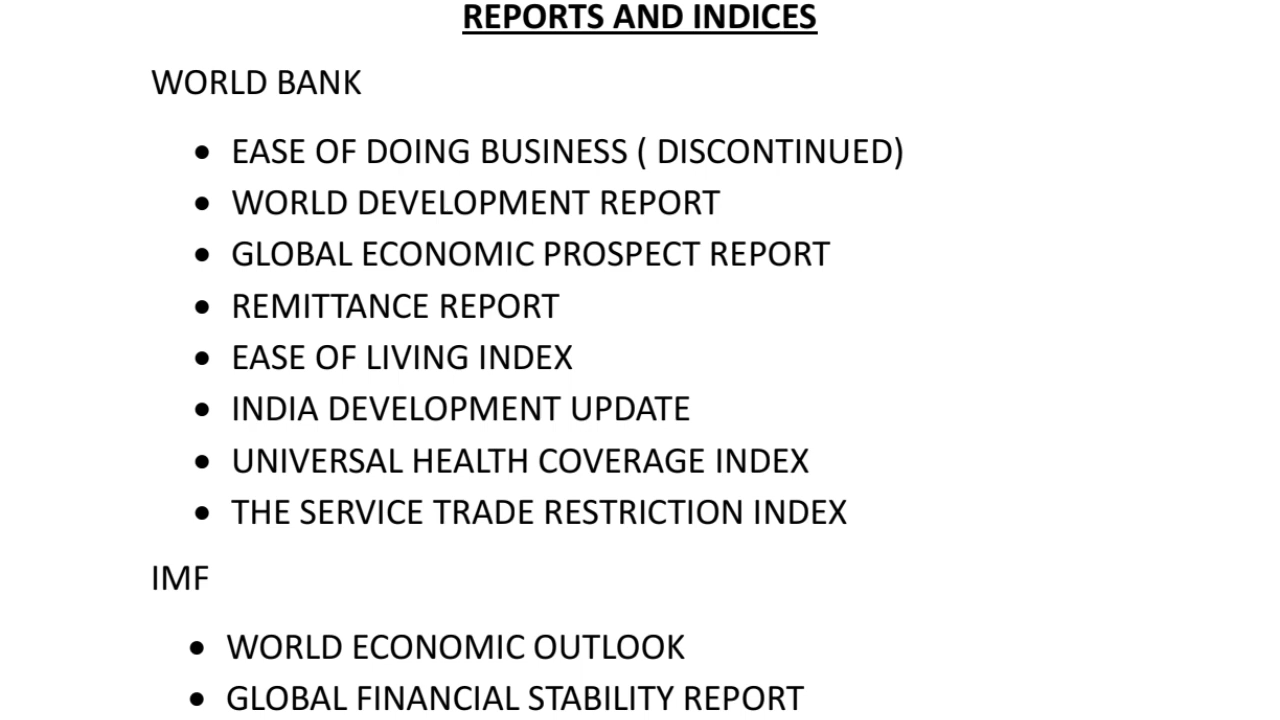 REPORTS AND INDICES
WORLD BANK
• EASE OF DOING BUSINESS ( DISCONTINUED)
• WORLD DEVELOPMENT REPORT
• GLOBAL ECONOMIC PROSPECT REPORT
• REMITTANCE REPORT
• EASE OF LIVING INDEX
• INDIA DEVELOPMENT UPDATE
• UNIVERSAL HEALTH COVERAGE INDEX
• THE SERVICE TRADE RESTRICTION INDEX
IMF
• WORLD ECONOMIC OUTLOOK
• GLOBAL FINANCIAL STABILITY REPORT